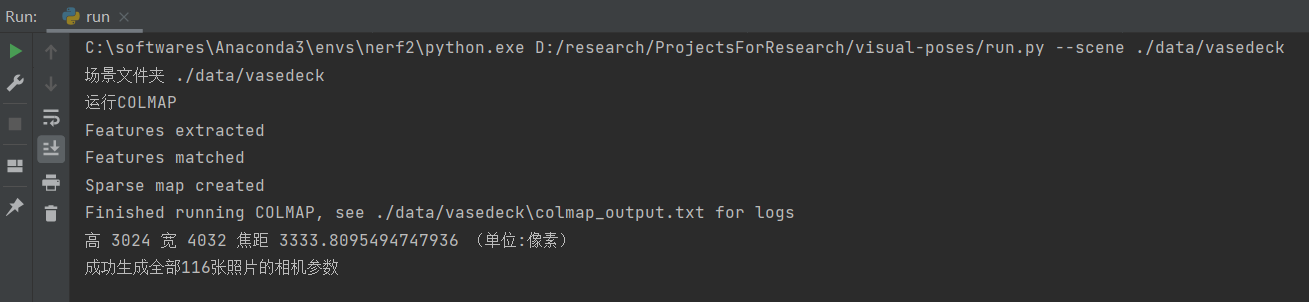 Run: run
C:\softwares\Anaconda3\envs\nerf2\python.exe D:/research/ProjectsForResearch/visual-poses/run.py --scene ./data/vasedeck
场景文件夹 ./data/vasedeck
运行COLMAP
Features extracted
Features matched
Sparse map created
Finished running COLMAP, see ./data/vasedeck\colmap_output.txt for logs
高 3024 宽 4032 焦距 3333.8095494747936 （单位:像素）
成功生成全部116张照片的相机参数